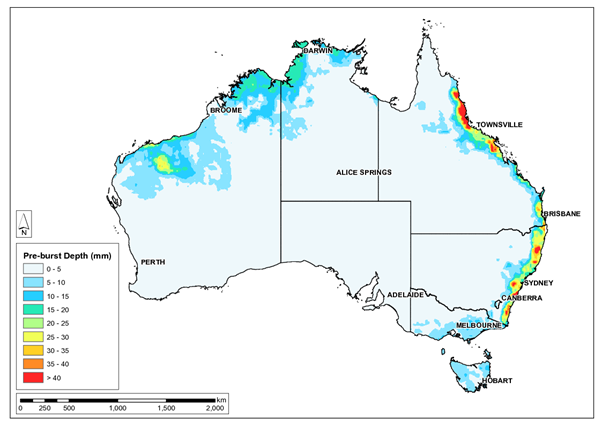 DARWIN
BROOME
TOWNSVILLE
ALICE SPRINGS
BRISBANE
N
PERTH
SYDNEY
ADELAIDE
CANBERRA
MELBOURNE
HOBART
Pre-burst Depth (mm)
0 - 5
5 - 10
10 - 15
15 - 20
20 - 25
25 - 30
30 - 35
35 - 40
> 40
km
0 250 500 1,000 1,500 2,000